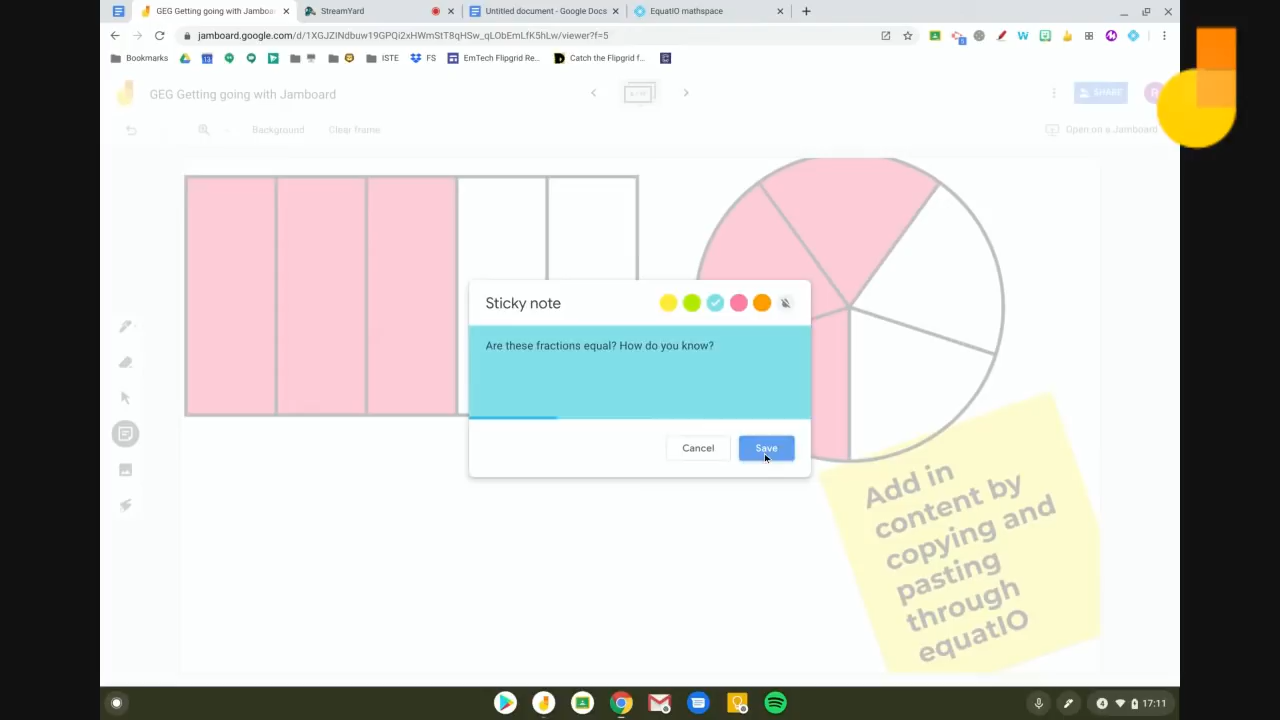 GEG Getting going with Jamboa
StreamYard
Untitled document - Google Docs
EquatIO mathspace
jamboard.google.com/d/1XGJZINdbuw19GPQi2xHWmStT8qHSw_qLObEmLfK5hLw/viewer?f=5
Bookmarks
ISTE
FS
EmTech Flipgrid Re...
Catch the Flipgrid f...
GEG Getting going with Jamboard
SHARE
R
Background
Clear frame
Open on a Jamboard
Sticky note
Are these fractions equal? How do you know?
Cancel
Save
Add in
content by
copying and
pasting
through
equatIO
4
17:11